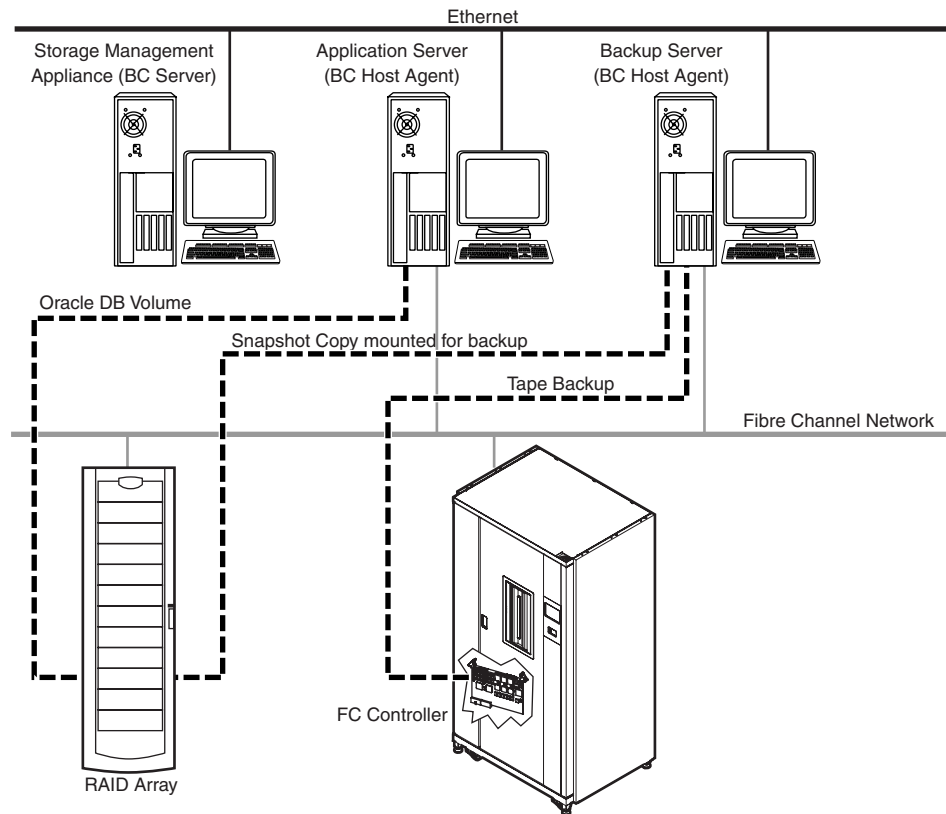 Ethernet
Storage Management
Appliance (BC Server)
Application Server
(BC Host Agent)
Backup Server
(BC Host Agent)
Oracle DB Volume
Snapshot Copy mounted for backup
Tape Backup
Fibre Channel Network
FC Controller
RAID Array